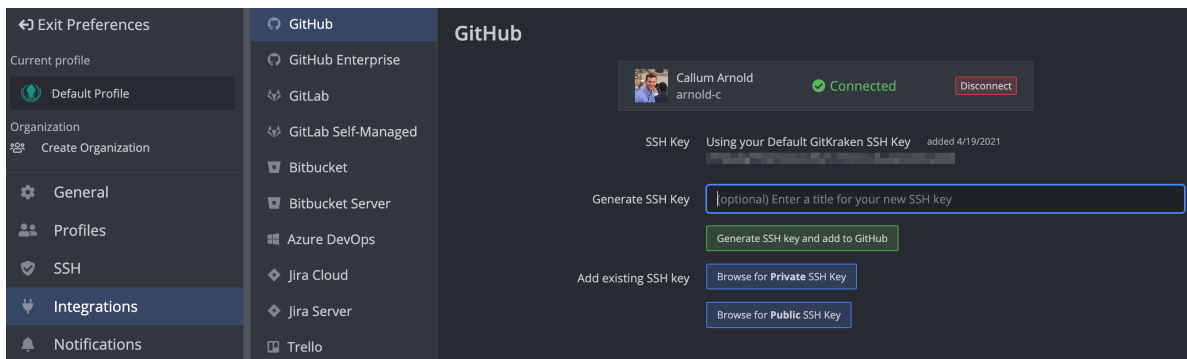 Exit Preferences
Current profile
Default Profile
Organization
Create Organization
General
Profiles
SSH
Integrations
Notifications
GitHub
GitHub Enterprise
GitLab
GitLab Self-Managed
Bitbucket
Bitbucket Server
Azure DevOps
Jira Cloud
Jira Server
Trello
GitHub
Callum Arnold
arnold-c
Connected
Disconnect
SSH Key Using your Default GitKraken SSH Key added 4/19/2021
Generate SSH Key (optional) Enter a title for your new SSH key
Generate SSH key and add to GitHub
Add existing SSH key Browse for Private SSH Key
Browse for Public SSH Key